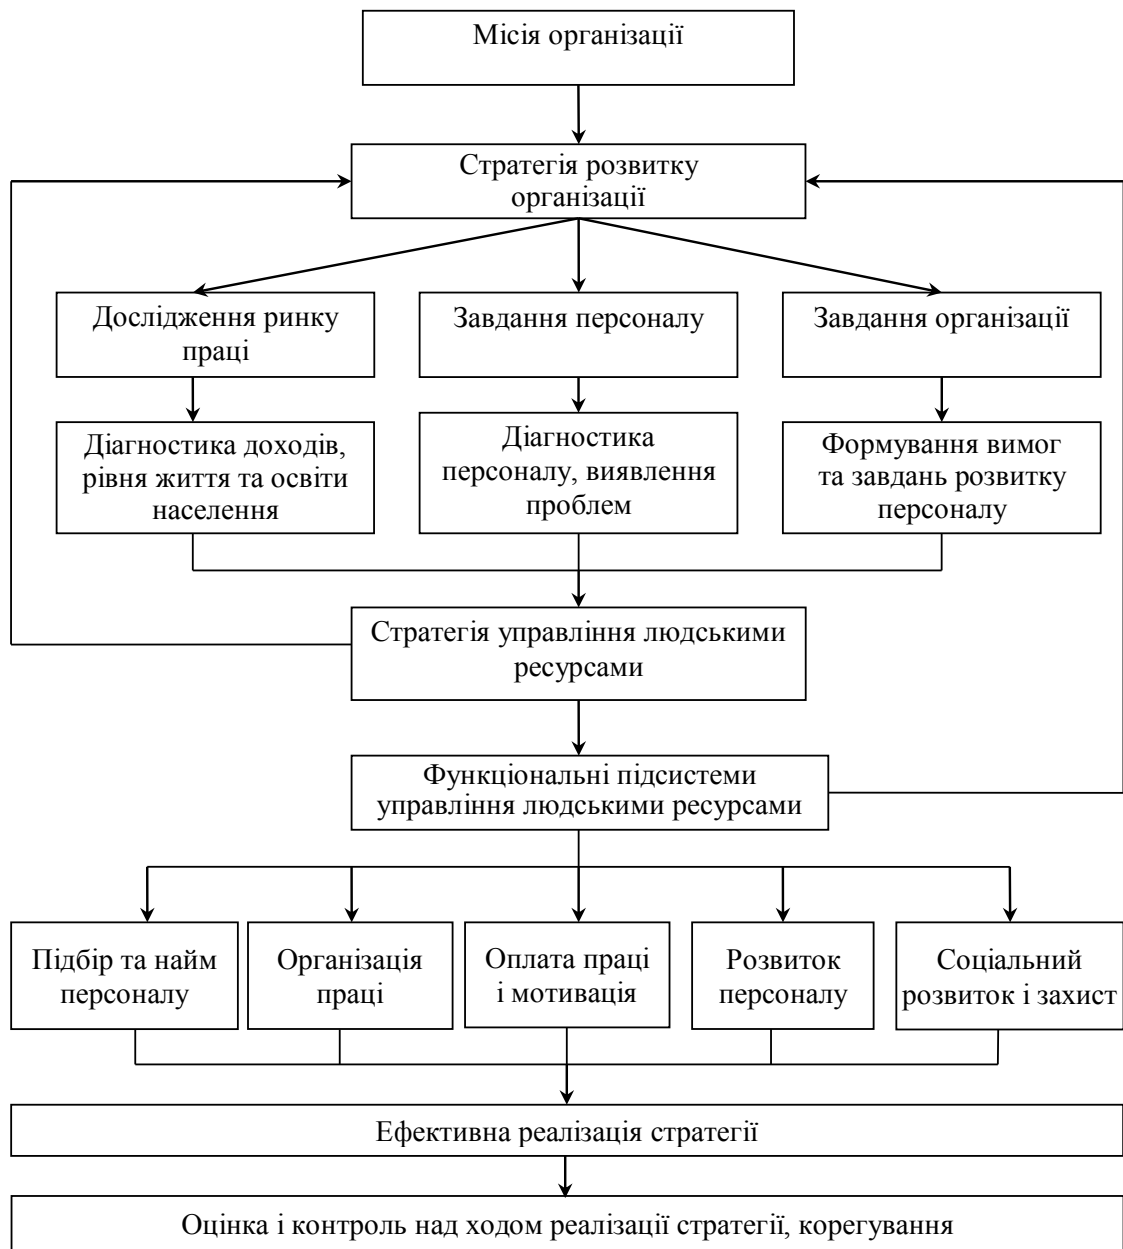 Місія організації
Стратегія розвитку
організації
Дослідження ринку
праці
Завдання персоналу
Завдання організації
Діагностика доходів,
рівня життя та освіти
населення
Діагностика
персоналу, виявлення
проблем
Формування вимог
та завдань розвитку
персоналу
Стратегія управління людськими
ресурсами
Функціональні підсистеми
управління людськими ресурсами
Підбір та найм
персоналу
Організація
праці
Оплата праці
і мотивація
Розвиток
персоналу
Соціальний
розвиток і захист
Ефективна реалізація стратегії
Оцінка і контроль над ходом реалізації стратегії, корегування